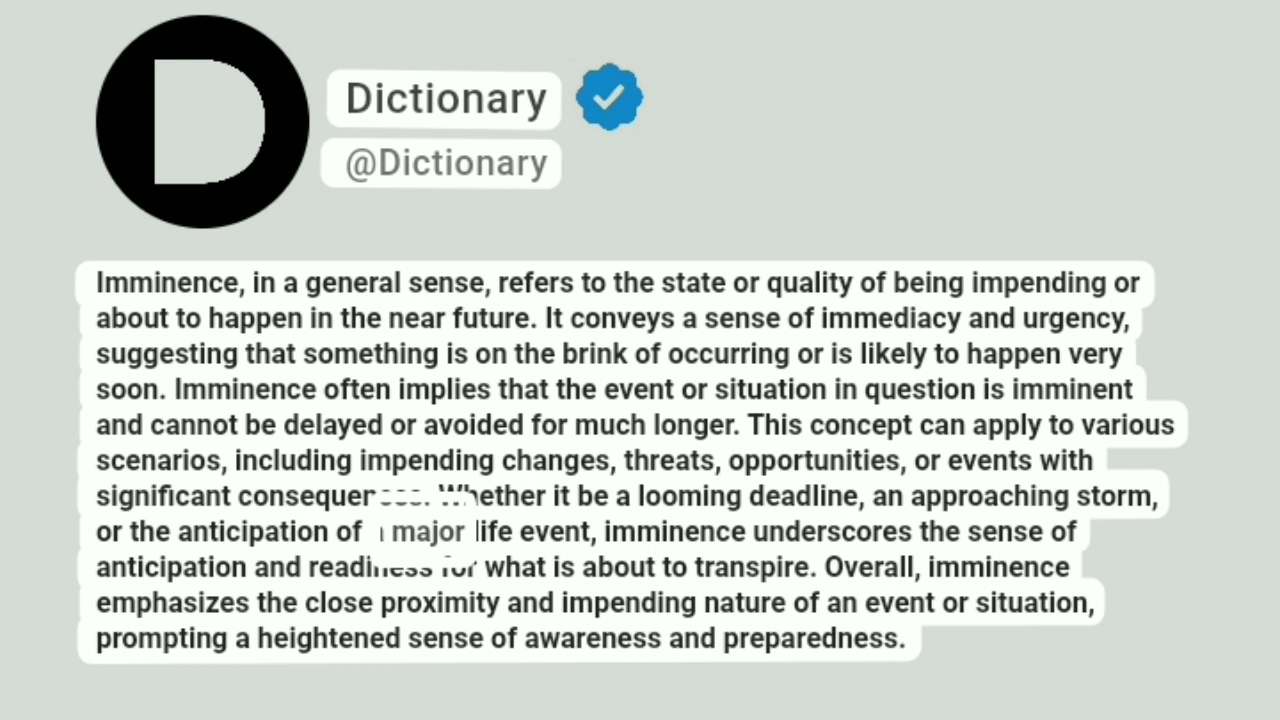 D
Dictionary
@Dictionary
Imminence, in a general sense, refers to the state or quality of being impending or
about to happen in the near future. It conveys a sense of immediacy and urgency,
suggesting that something is on the brink of occurring or is likely to happen very
soon. Imminence often implies that the event or situation in question is imminent
and cannot be delayed or avoided for much longer. This concept can apply to various
scenarios, including impending changes, threats, opportunities, or events with
significant consequences. Whether it be a looming deadline, an approaching storm,
or the anticipation of a major life event, imminence underscores the sense of
anticipation and readiness for what is about to transpire. Overall, imminence
emphasizes the close proximity and impending nature of an event or situation,
prompting a heightened sense of awareness and preparedness.